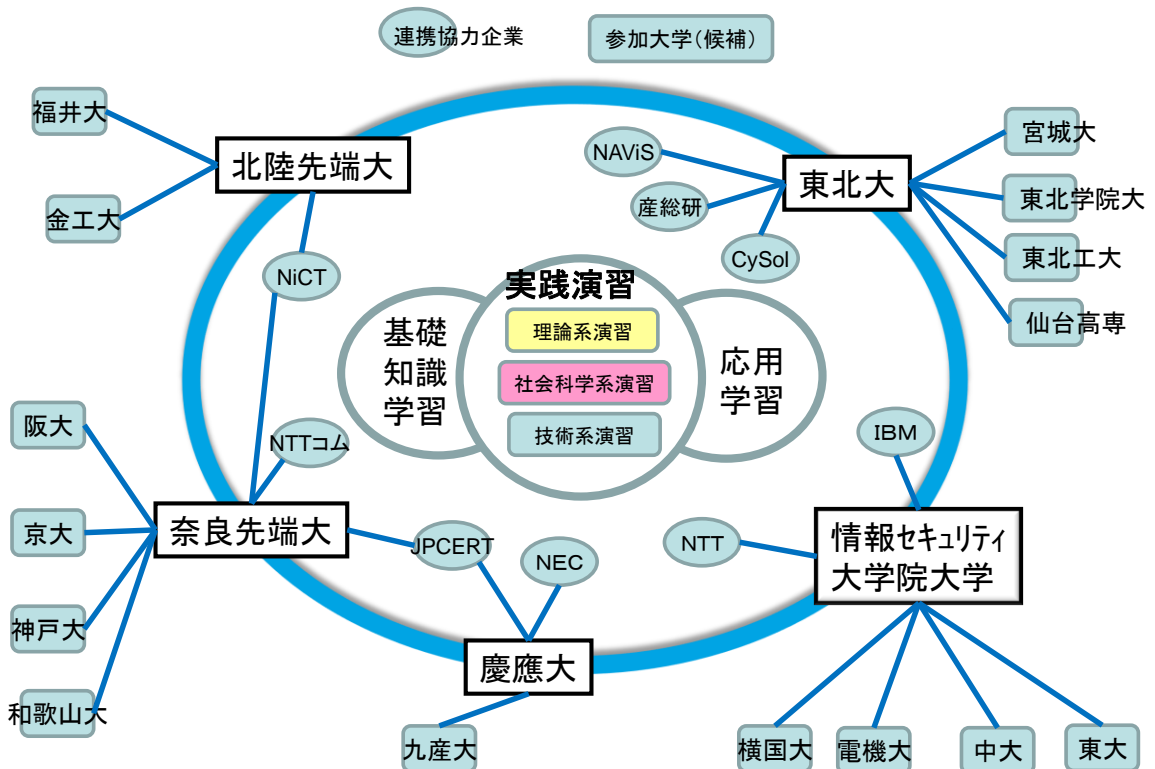 連携協力企業
参加大学(候補)
福井大
北陸先端大
金工大
NiCT
NAViS
産総研
CySol
東北大
宮城大
東北学院大
東北工大
仙台高専
実践演習
理論系演習
社会科学系演習
技術系演習
基礎
知識
学習
応用
学習
阪大
京大
神戸大
和歌山大
NTTコム
奈良先端大
JPCERT
NEC
慶應大
九産大
IBM
NTT
情報セキュリティ
大学院大学
横国大
電機大
中大
東大